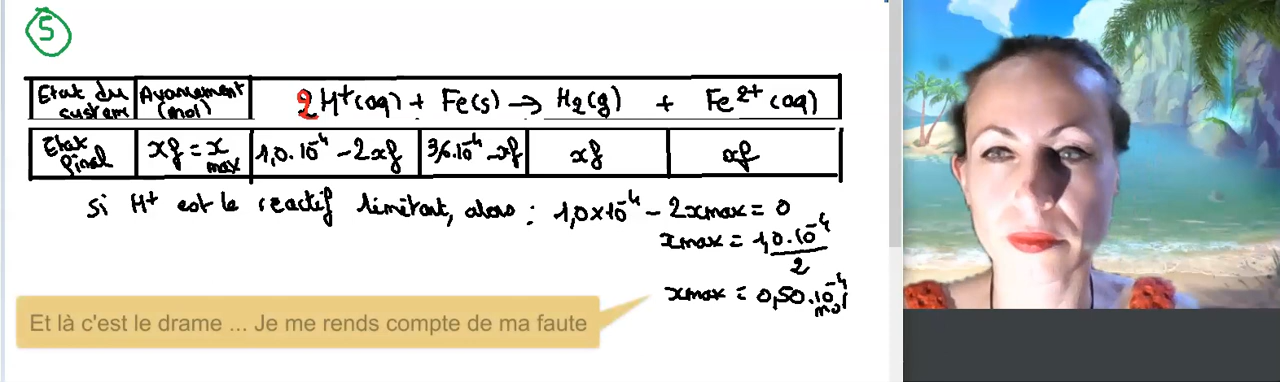 5
Etat du système Avancement (mol) 2H⁺(aq) + Fe(s) → H₂(g) + Fe²⁺(aq)
Etat final xf = xmax 1,0.10⁻⁴ - 2xf 3,6.10⁻⁴ - xf xf xf
Si H⁺ est le réactif limitant, alors : 1,0×10⁻⁴ - 2xmax = 0
xmax = 1,0.10⁻⁴/2
xmax = 0,50.10⁻⁴ mol
Et là c'est le drame ... Je me rends compte de ma faute